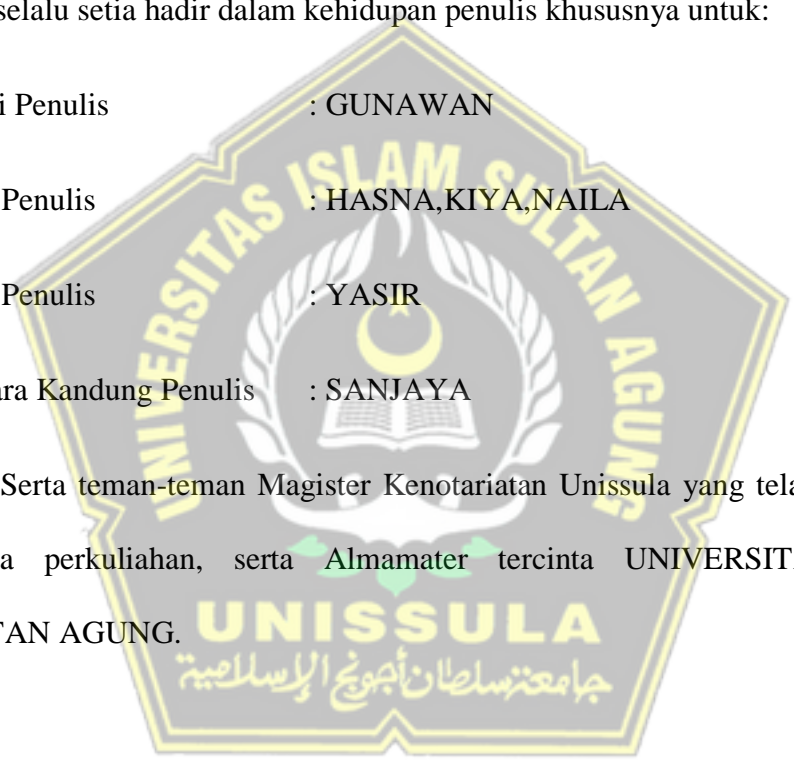 selalu setia hadir dalam kehidupan penulis khususnya untuk:
i Penulis : GUNAWAN
Penulis : HASNA,KIYA,NAILA
Penulis : YASIR
ara Kandung Penulis : SANJAYA
Serta teman-teman Magister Kenotariatan Unissula yang tela
a perkuliahan, serta Almamater tercinta UNIVERSIT
TAN AGUNG.
UNIVERSITAS ISLAM SULTAN AGUNG
UNISSULA
جامعة سلطان أجونج الإسلامية